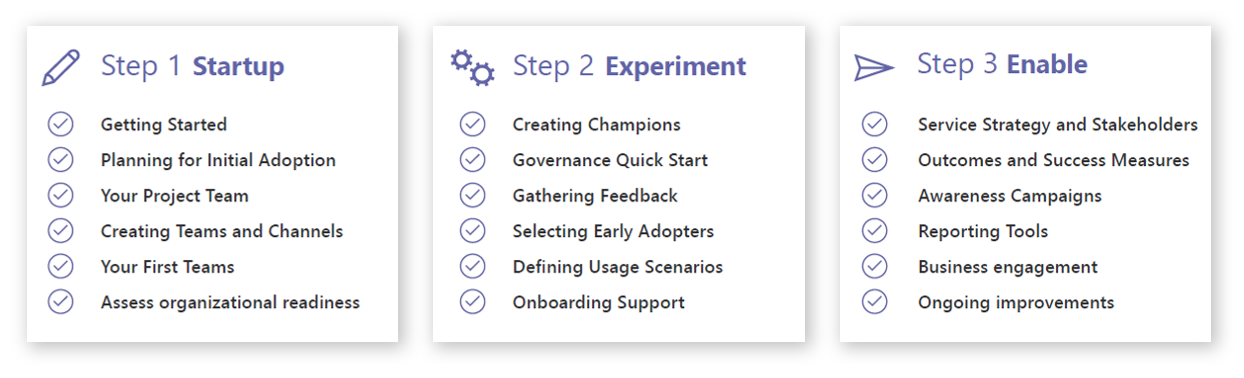 Step 1 Startup
Getting Started
Planning for Initial Adoption
Your Project Team
Creating Teams and Channels
Your First Teams
Assess organizational readiness
Step 2 Experiment
Creating Champions
Governance Quick Start
Gathering Feedback
Selecting Early Adopters
Defining Usage Scenarios
Onboarding Support
Step 3 Enable
Service Strategy and Stakeholders
Outcomes and Success Measures
Awareness Campaigns
Reporting Tools
Business engagement
Ongoing improvements